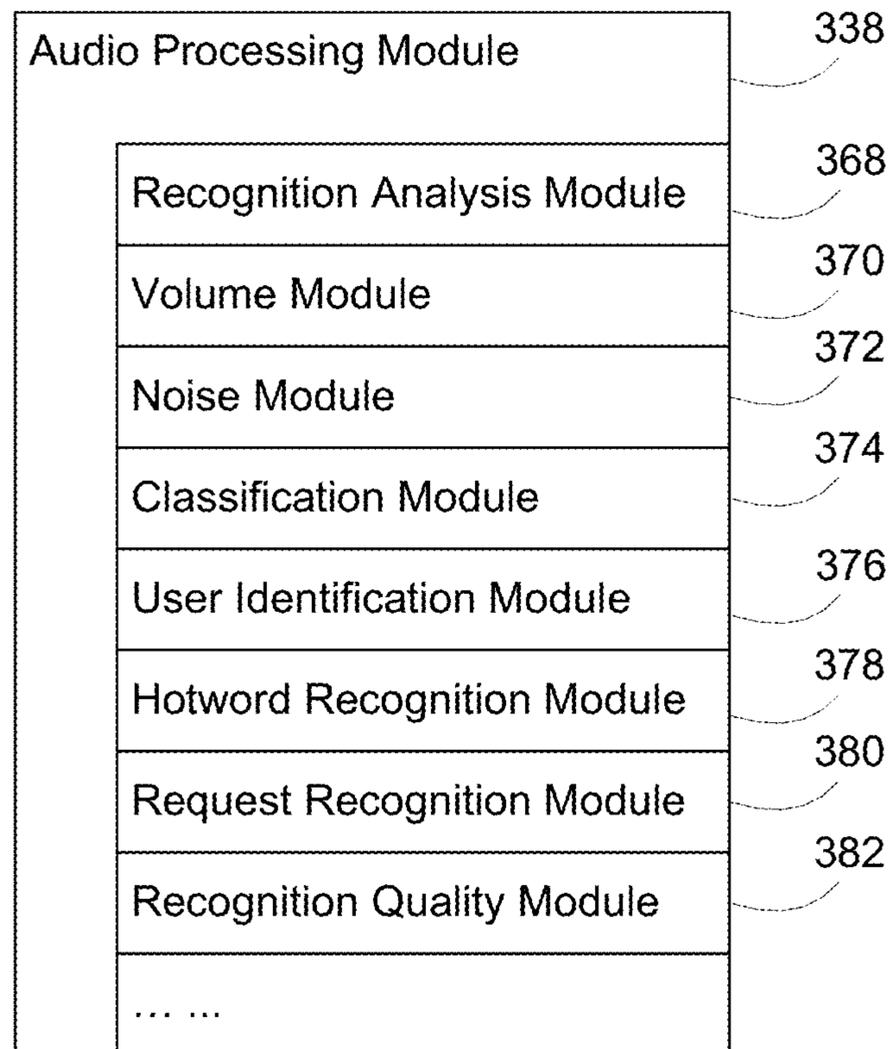 Audio Processing Module 338
Recognition Analysis Module 368
Volume Module 370
Noise Module 372
Classification Module 374
User Identification Module 376
Hotword Recognition Module 378
Request Recognition Module 380
Recognition Quality Module 382
... ...